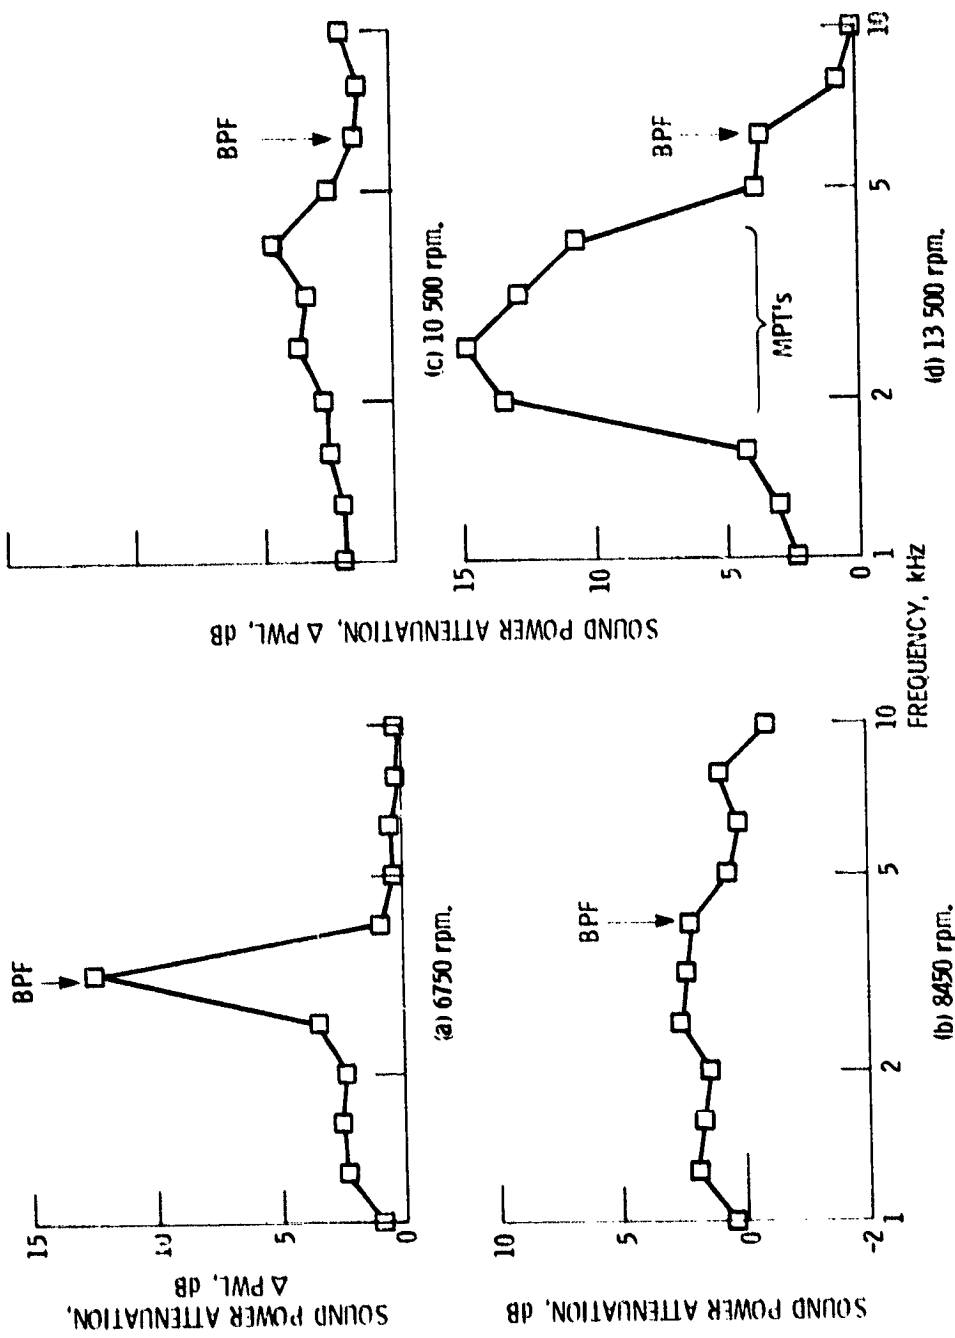 SOUND POWER ATTENUATION,
Δ PWL, dB
15
10
5
0
BPF
(a) 6750 rpm.
SOUND POWER ATTENUATION, dB
10
5
0
-2
1
2
5
10
BPF
(b) 8450 rpm.
FREQUENCY, kHz
SOUND POWER ATTENUATION, Δ PWL, dB
BPF
(c) 10 500 rpm.
15
10
5
0
1
2
5
10
BPF
MPT's
(d) 13 500 rpm.